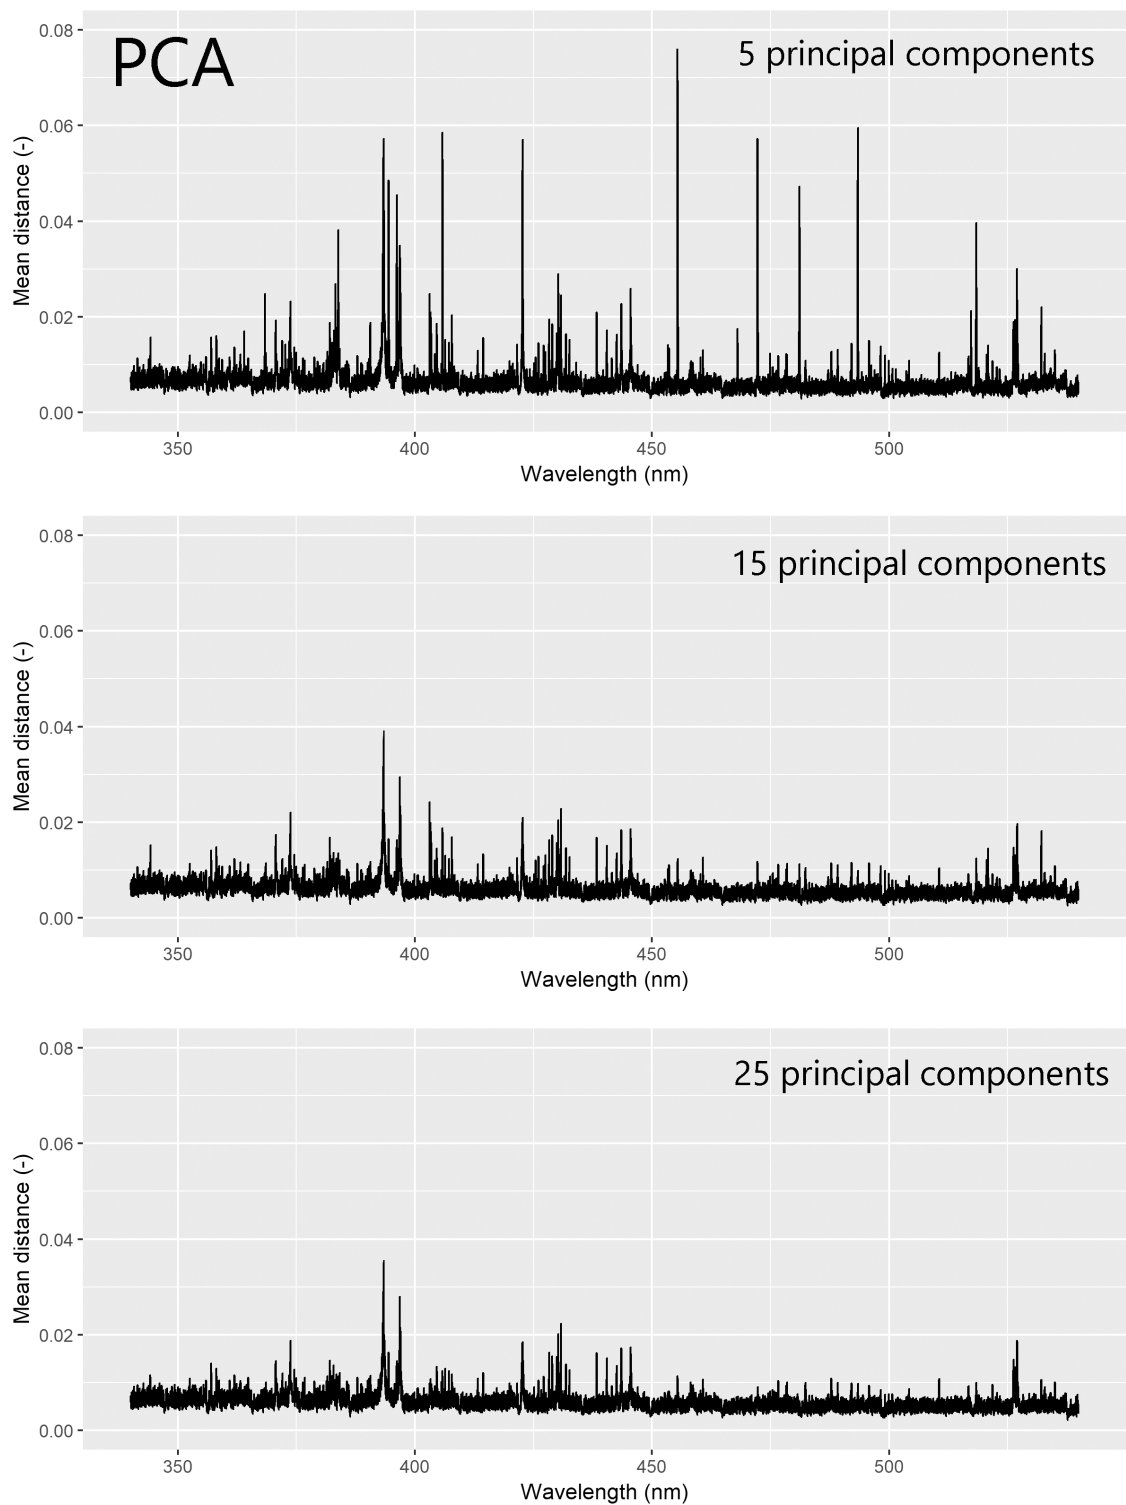 PCA
5 principal components
Mean distance (-)
0.08
0.06
0.04
0.02
0.00
350 400 450 500
Wavelength (nm)
15 principal components
Mean distance (-)
0.08
0.06
0.04
0.02
0.00
350 400 450 500
Wavelength (nm)
25 principal components
Mean distance (-)
0.08
0.06
0.04
0.02
0.00
350 400 450 500
Wavelength (nm)